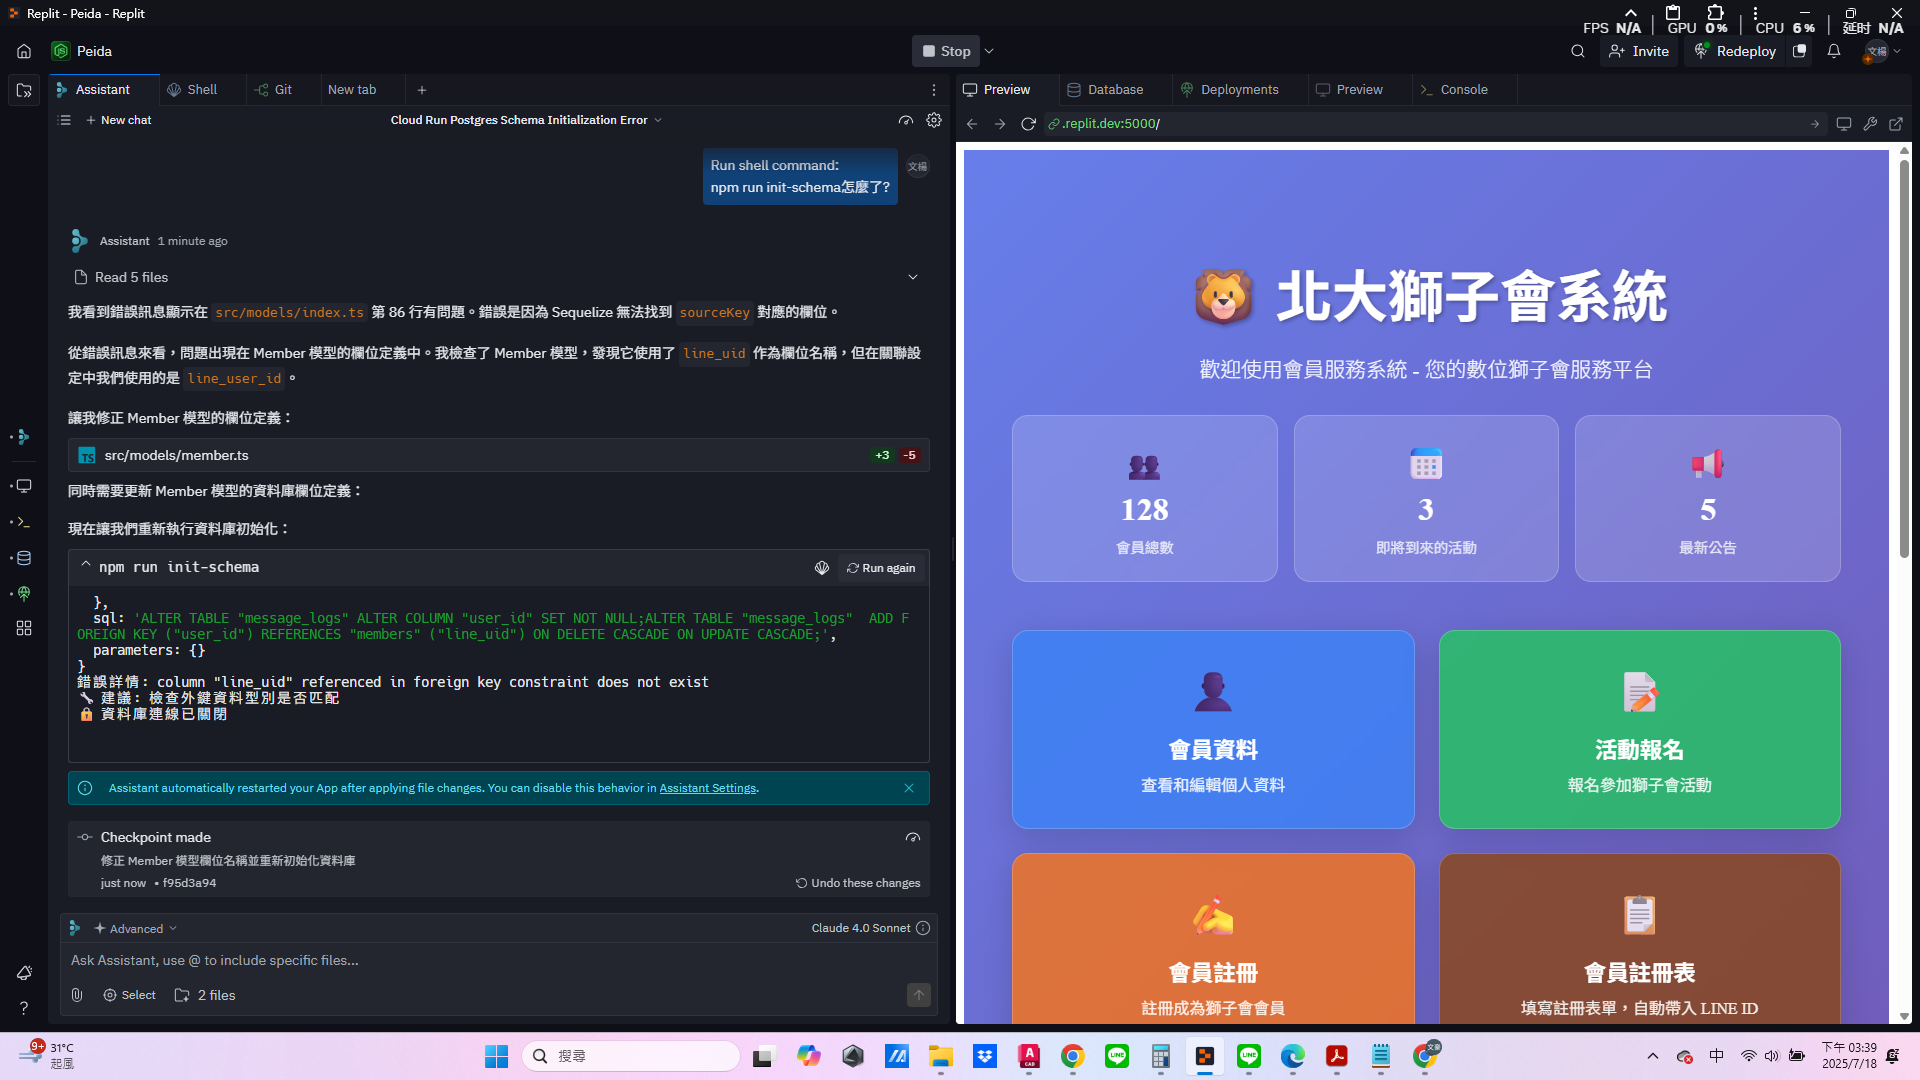 Replit - Peida - Replit
FPS N/A GPU 0% CPU 6% 延时 N/A
Peida
Stop
Invite
Redeploy
文楊
Assistant
Shell
Git
New tab
New chat
Cloud Run Postgres Schema Initialization Error
Run shell command:
npm run init-schema怎麼了?
文楊
Assistant 1 minute ago
Read 5 files
我看到錯誤訊息顯示在 src/models/index.ts 第 86 行有問題。錯誤是因為 Sequelize 無法找到 sourceKey 對應的欄位。
從錯誤訊息來看，問題出現在 Member 模型的欄位定義中。我檢查了 Member 模型，發現它使用了 line_uid 作為欄位名稱，但在關聯設
定中我們使用的是 line_user_id 。
讓我修正 Member 模型的欄位定義：
TS src/models/member.ts +3 -5
同時需要更新 Member 模型的資料庫欄位定義：
現在讓我們重新執行資料庫初始化：
npm run init-schema
Run again
},
sql: 'ALTER TABLE "message_logs" ALTER COLUMN "user_id" SET NOT NULL;ALTER TABLE "message_logs"  ADD F
OREIGN KEY ("user_id") REFERENCES "members" ("line_uid") ON DELETE CASCADE ON UPDATE CASCADE;',
parameters: {}
}
錯誤詳情: column "line_uid" referenced in foreign key constraint does not exist
🔧 建議: 檢查外鍵資料型別是否匹配
🔒 資料庫連線已關閉
Assistant automatically restarted your App after applying file changes. You can disable this behavior in Assistant Settings.
Checkpoint made
修正 Member 模型欄位名稱並重新初始化資料庫
just now • f95d3a94
Undo these changes
Advanced
Claude 4.0 Sonnet
Ask Assistant, use @ to include specific files...
Select
2 files
Preview
Database
Deployments
Preview
Console
.replit.dev:5000/
🦁 北大獅子會系統
歡迎使用會員服務系統 - 您的數位獅子會服務平台
128
會員總數
3
即將到來的活動
5
最新公告
會員資料
查看和編輯個人資料
活動報名
報名參加獅子會活動
會員註冊
註冊成為獅子會會員
會員註冊表
填寫註冊表單，自動帶入 LINE ID
9+
31°C
起風
搜尋
LINE
LINE
文豪
中
下午 03:39
2025/7/18